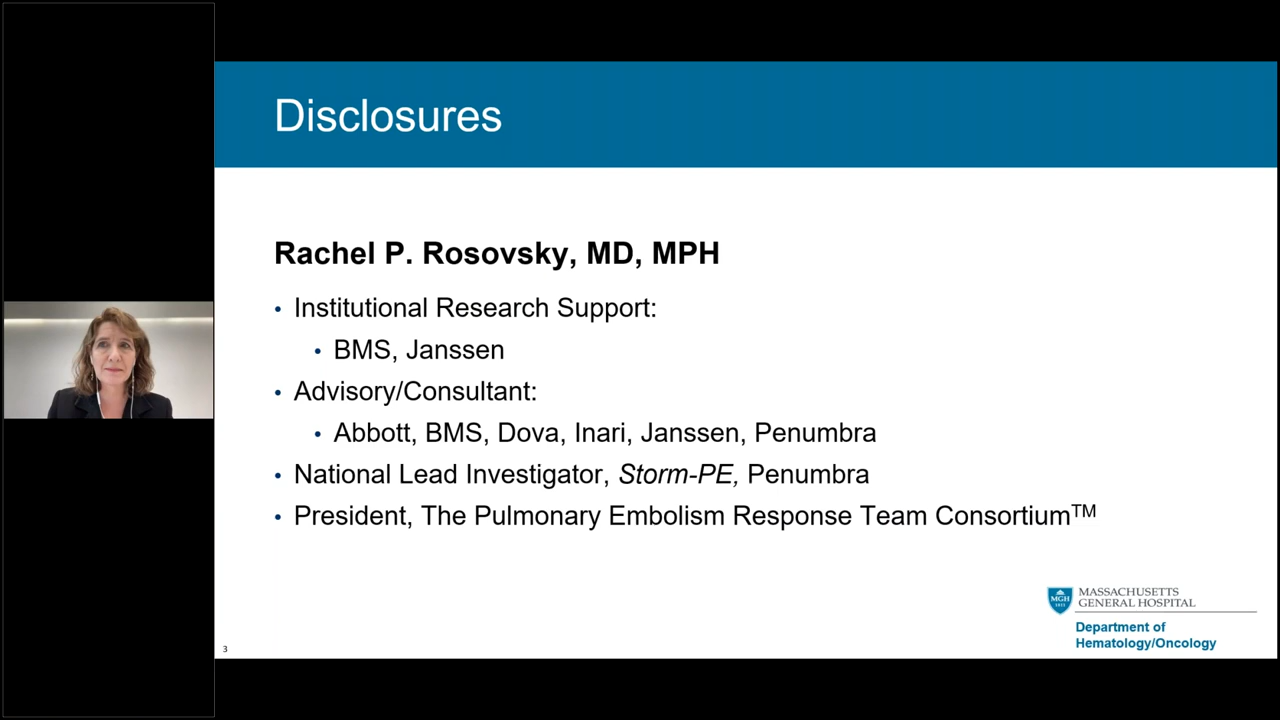 Disclosures
Rachel P. Rosovsky, MD, MPH
• Institutional Research Support:
• BMS, Janssen
• Advisory/Consultant:
• Abbott, BMS, Dova, Inari, Janssen, Penumbra
• National Lead Investigator, Storm-PE, Penumbra
• President, The Pulmonary Embolism Response Team Consortium™
MGH
1811
MASSACHUSETTS
GENERAL HOSPITAL
Department of
Hematology/Oncology
3